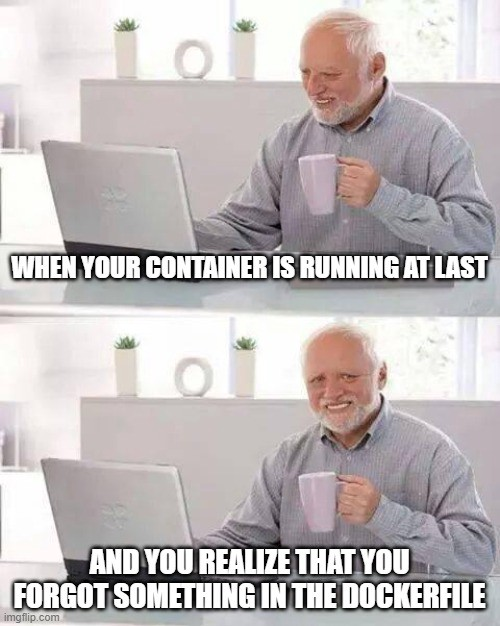 WHEN YOUR CONTAINER IS RUNNING AT LAST
AND YOU REALIZE THAT YOU
FORGOT SOMETHING IN THE DOCKERFILE
imgflip.com